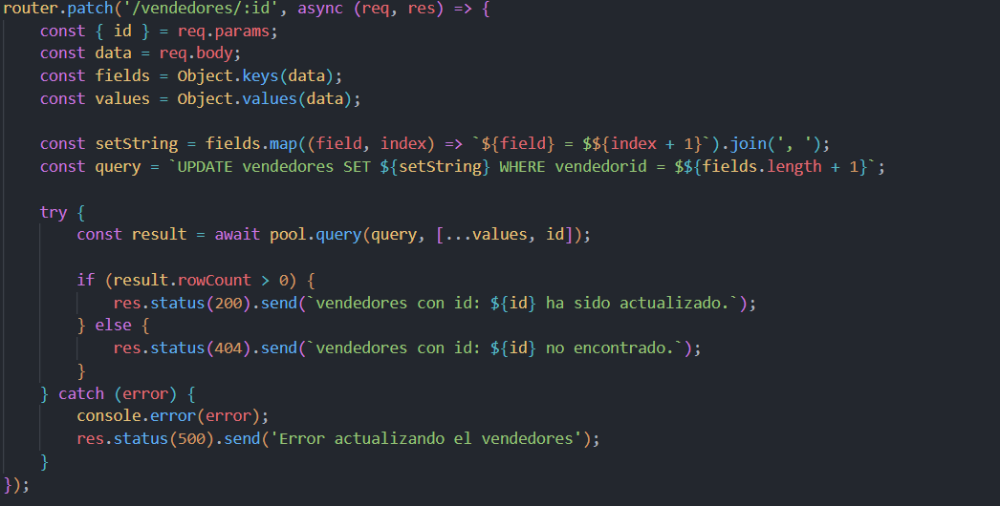 router.patch('/vendedores/:id', async (req, res) => {
    const { id } = req.params;
    const data = req.body;
    const fields = Object.keys(data);
    const values = Object.values(data);

    const setString = fields.map((field, index) => `${field} = $${index + 1}`).join(', ');
    const query = `UPDATE vendedores SET ${setString} WHERE vendedorid = $${fields.length + 1}`;

    try {
        const result = await pool.query(query, [...values, id]);

        if (result.rowCount > 0) {
            res.status(200).send(`vendedores con id: ${id} ha sido actualizado.`);
        } else {
            res.status(404).send(`vendedores con id: ${id} no encontrado.`);
        }
    } catch (error) {
        console.error(error);
        res.status(500).send('Error actualizando el vendedores');
    }
});